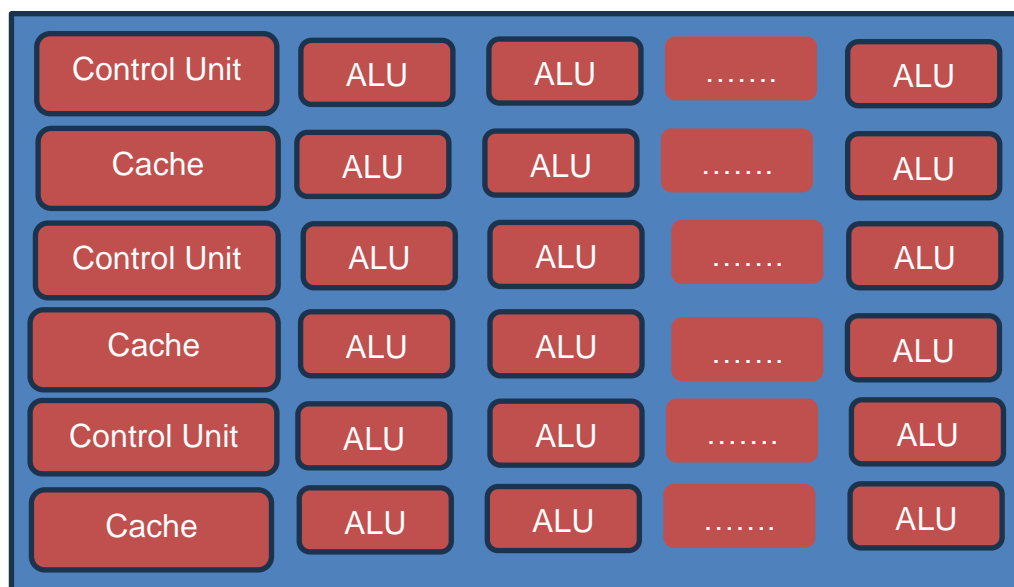 Control Unit ALU ALU ....... ALU
Cache ALU ALU ....... ALU
Control Unit ALU ALU ....... ALU
Cache ALU ALU ....... ALU
Control Unit ALU ALU ....... ALU
Cache ALU ALU ....... ALU